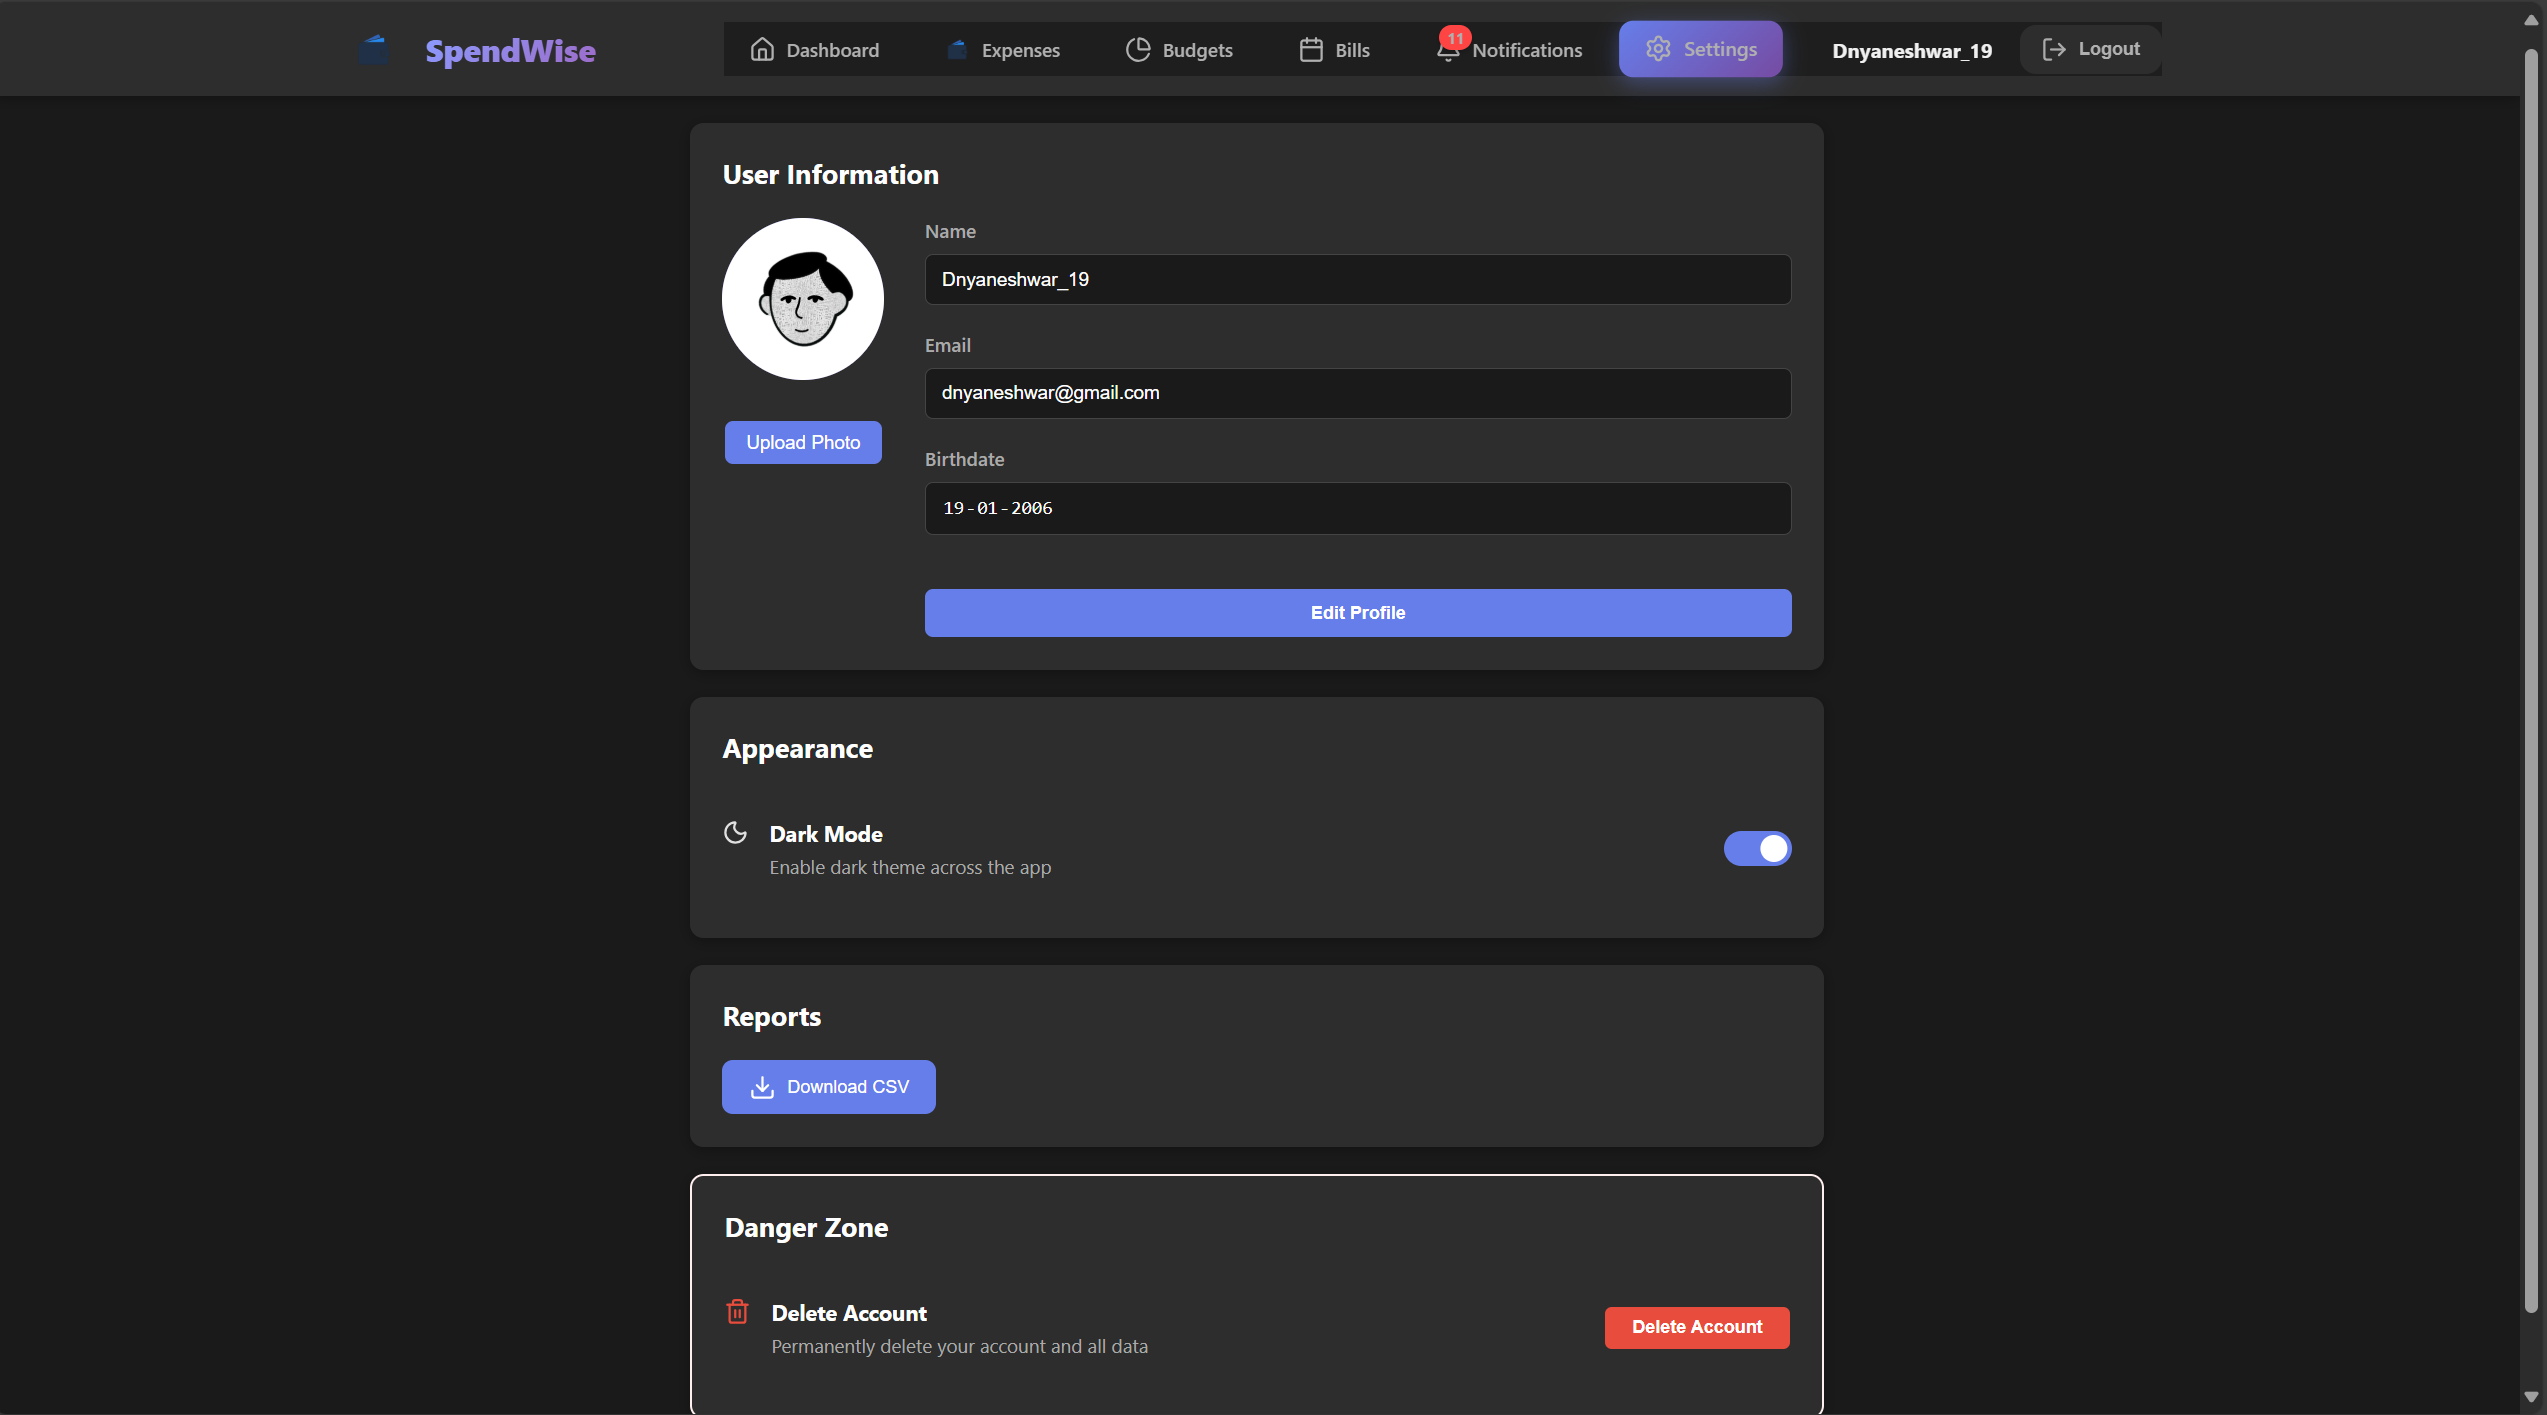 SpendWise
Dashboard
Expenses
Budgets
Bills
11
Notifications
Settings
Dnyaneshwar_19
Logout
User Information
Upload Photo
Name
Dnyaneshwar_19
Email
dnyaneshwar@gmail.com
Birthdate
19-01-2006
Edit Profile
Appearance
Dark Mode
Enable dark theme across the app
Reports
Download CSV
Danger Zone
Delete Account
Permanently delete your account and all data
Delete Account